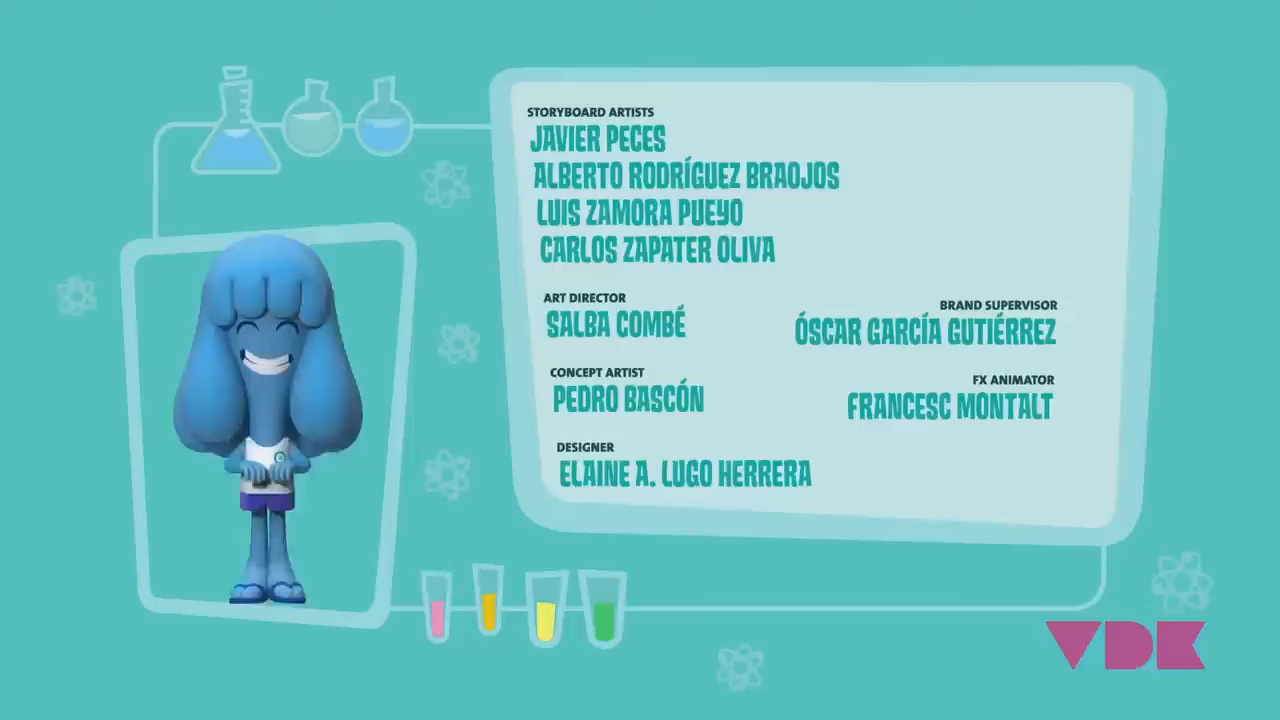 STORYBOARD ARTISTS
JAVIER PECES
ALBERTO RODRÍGUEZ BRAOJOS
LUIS ZAMORA PUEYO
CARLOS ZAPATER OLIVA
ART DIRECTOR
SALBA COMBÉ
CONCEPT ARTIST
PEDRO BASCÓN
DESIGNER
ELAINE A. LUGO HERRERA
BRAND SUPERVISOR
ÓSCAR GARCÍA GUTIÉRREZ
FX ANIMATOR
FRANCESC MONTALT
VDK